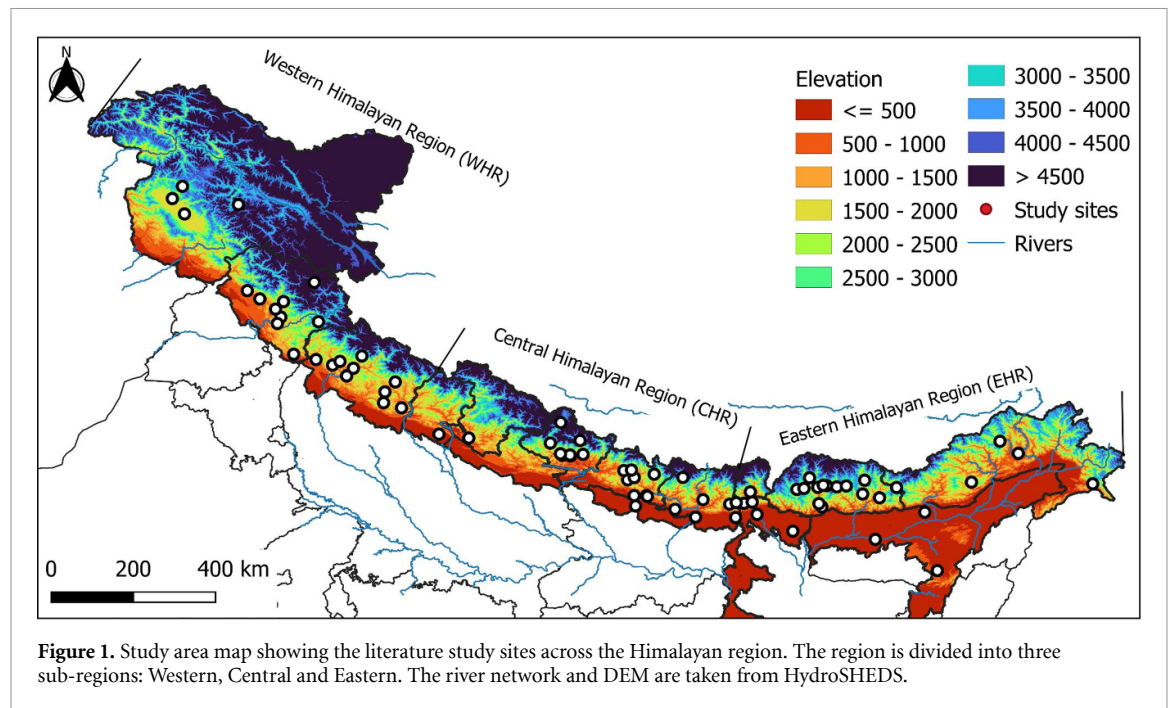 N
Western Himalayan Region (WHR)
Central Himalayan Region (CHR)
Eastern Himalayan Region (EHR)
Elevation
<= 500
500 - 1000
1000 - 1500
1500 - 2000
2000 - 2500
2500 - 3000
3000 - 3500
3500 - 4000
4000 - 4500
> 4500
Study sites
Rivers
0 200 400 km
Figure 1. Study area map showing the literature study sites across the Himalayan region. The region is divided into three
sub-regions: Western, Central and Eastern. The river network and DEM are taken from HydroSHEDS.